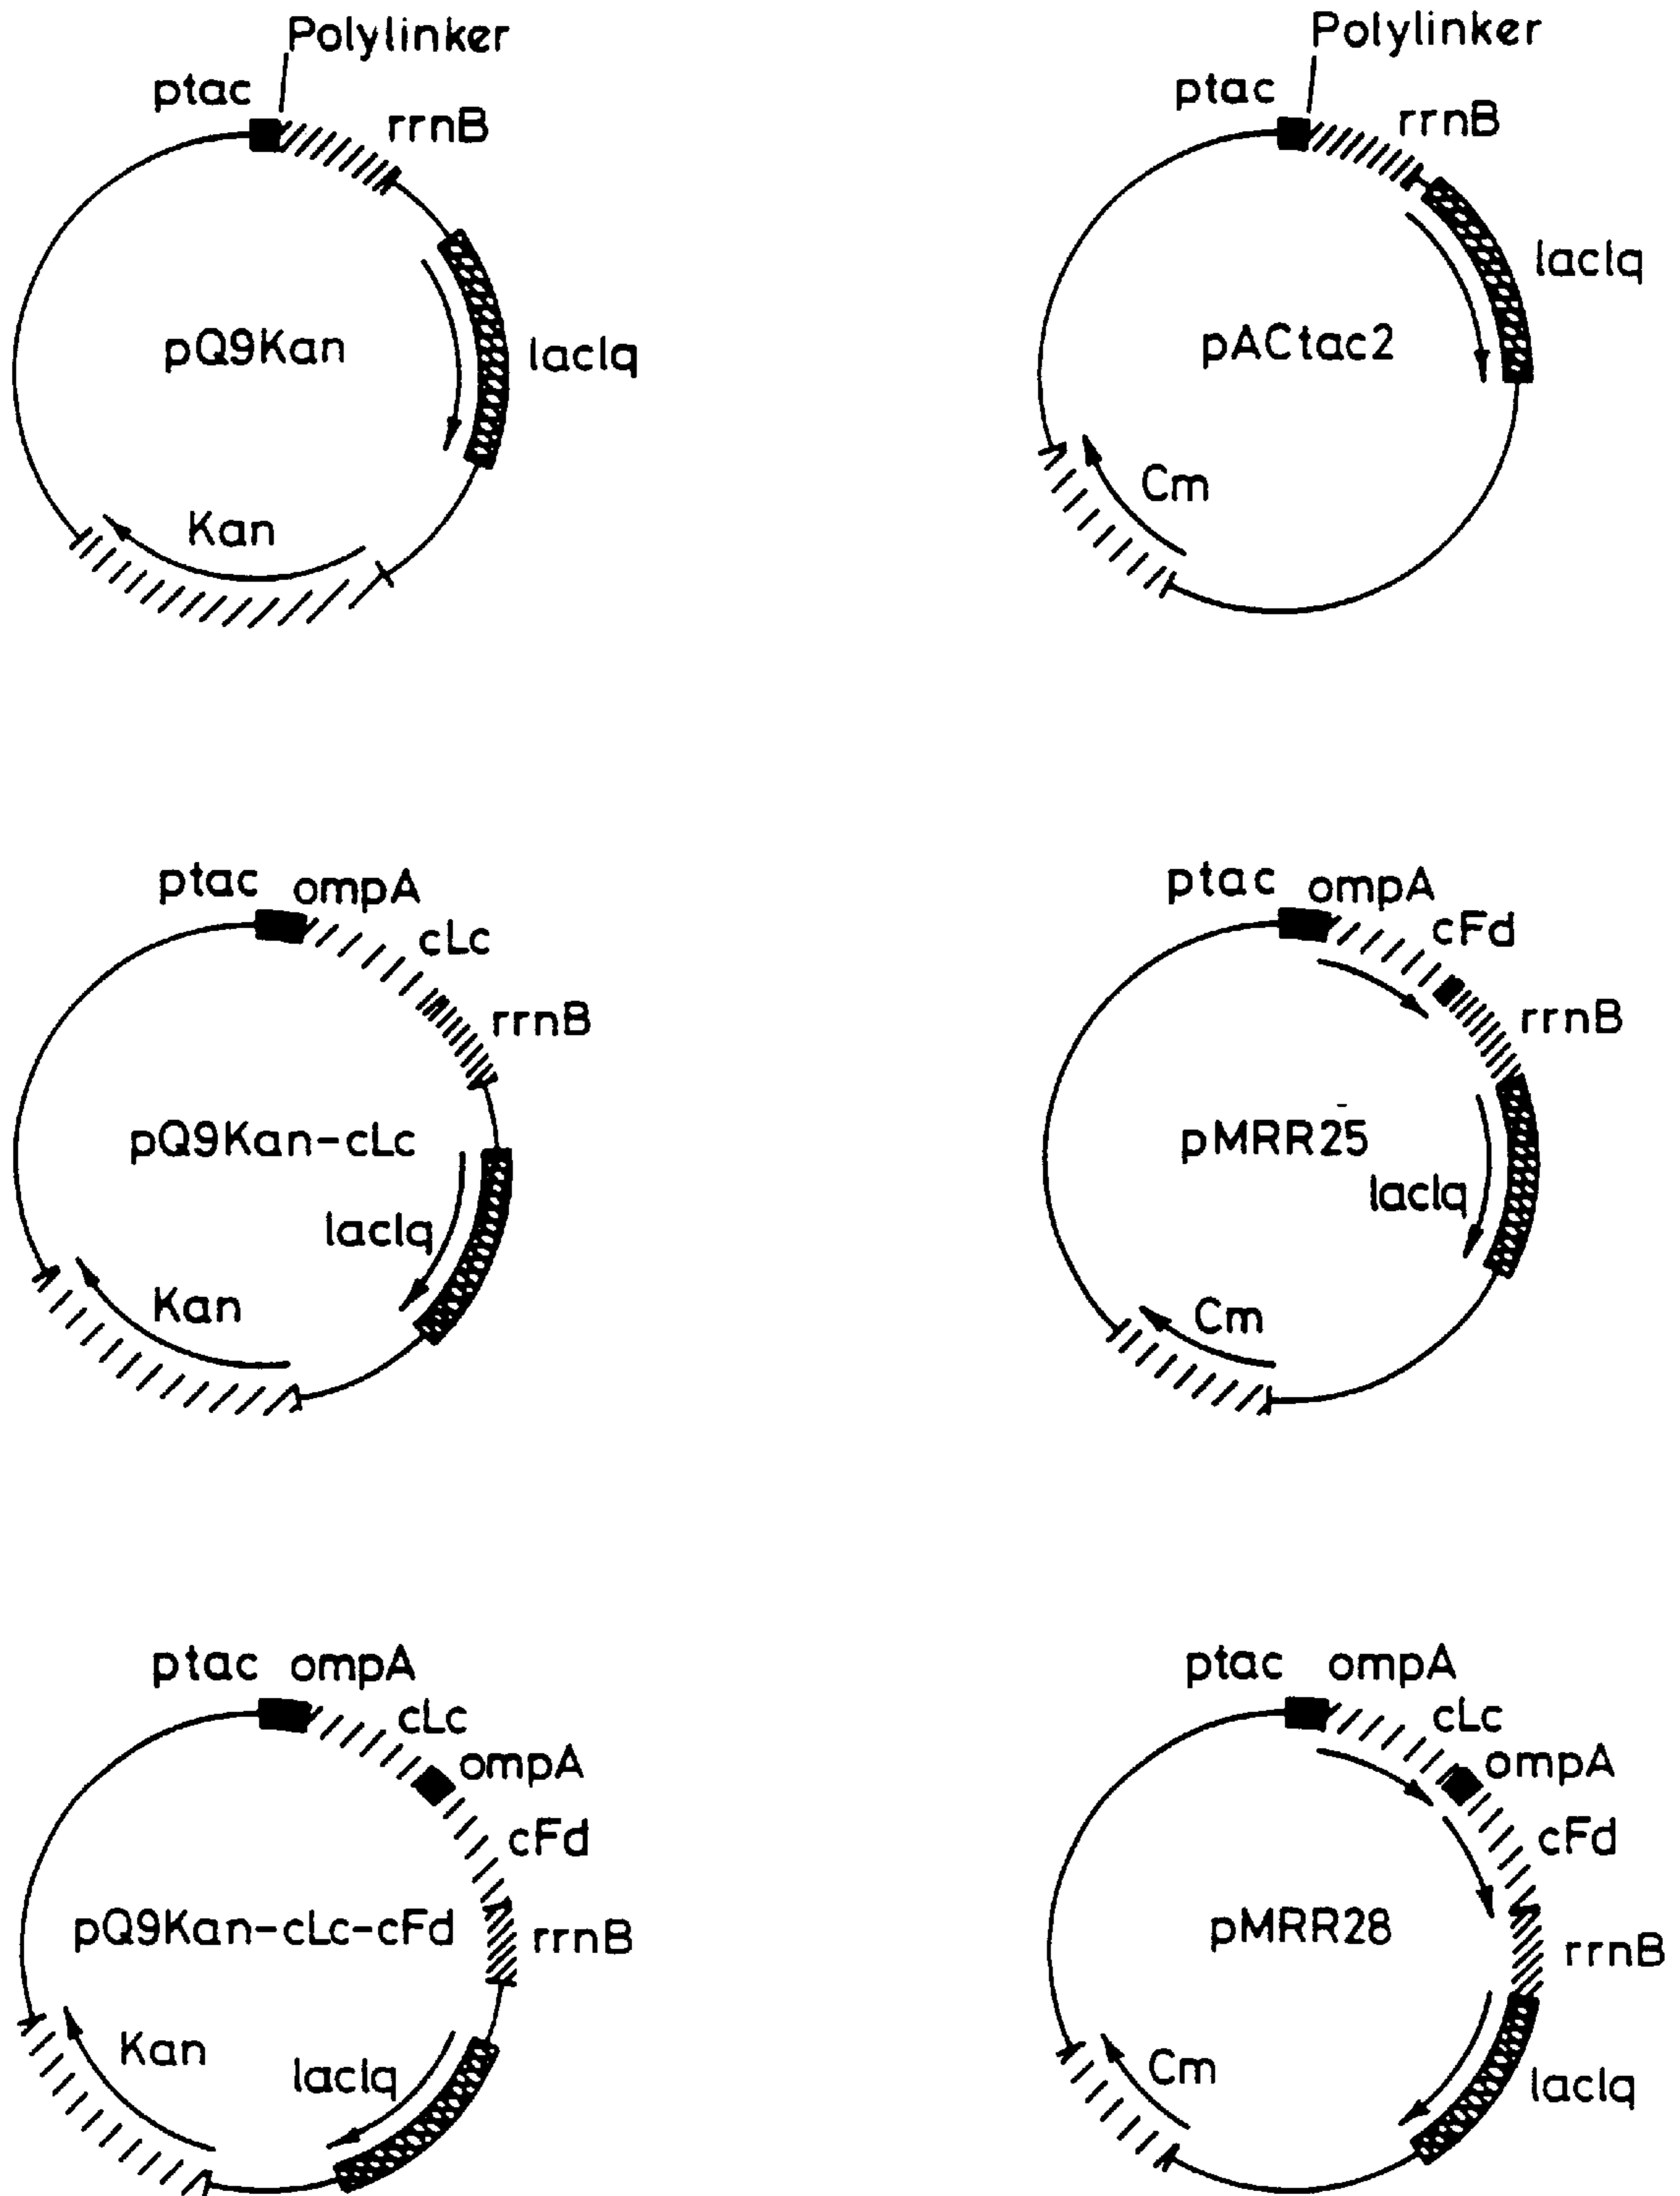 Polylinker
ptac
rrnB
lacIq
pQ9Kan
Kan
Polylinker
ptac
rrnB
lacIq
pACtac2
Cm
ptac ompA
cLc
rrnB
pQ9Kan-cLc
lacIq
Kan
ptac ompA
cFd
rrnB
pMRR25
lacIq
Cm
ptac ompA
cLc
ompA
cFd
pQ9Kan-cLc-cFd
rrnB
Kan
lacIq
ptac ompA
cLc
ompA
cFd
pMRR28
rrnB
Cm
lacIq